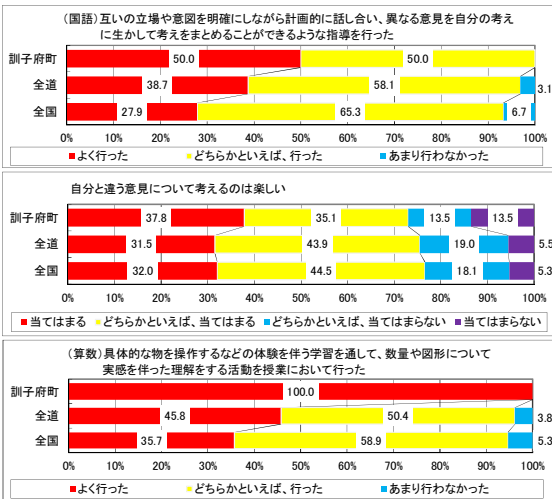 (国語)互いの立場や意図を明確にしながら計画的に話し合い、異なる意見を自分の考え
に生かして考えをまとめることができるような指導を行った
訓子府町 50.0 50.0
全道 38.7 58.1 3.1
全国 27.9 65.3 6.7
0% 10% 20% 30% 40% 50% 60% 70% 80% 90% 100%
よく行った どちらかといえば、行った あまり行わなかった
自分と違う意見について考えるのは楽しい
訓子府町 37.8 35.1 13.5 13.5
全道 31.5 43.9 19.0 5.5
全国 32.0 44.5 18.1 5.3
0% 10% 20% 30% 40% 50% 60% 70% 80% 90% 100%
当てはまる どちらかといえば、当てはまる どちらかといえば、当てはまらない 当てはまらない
(算数)具体的な物を操作するなどの体験を伴う学習を通して、数量や図形について
実感を伴った理解をする活動を授業において行った
訓子府町 100.0
全道 45.8 50.4 3.8
全国 35.7 58.9 5.3
0% 10% 20% 30% 40% 50% 60% 70% 80% 90% 100%
よく行った どちらかといえば、行った あまり行わなかった